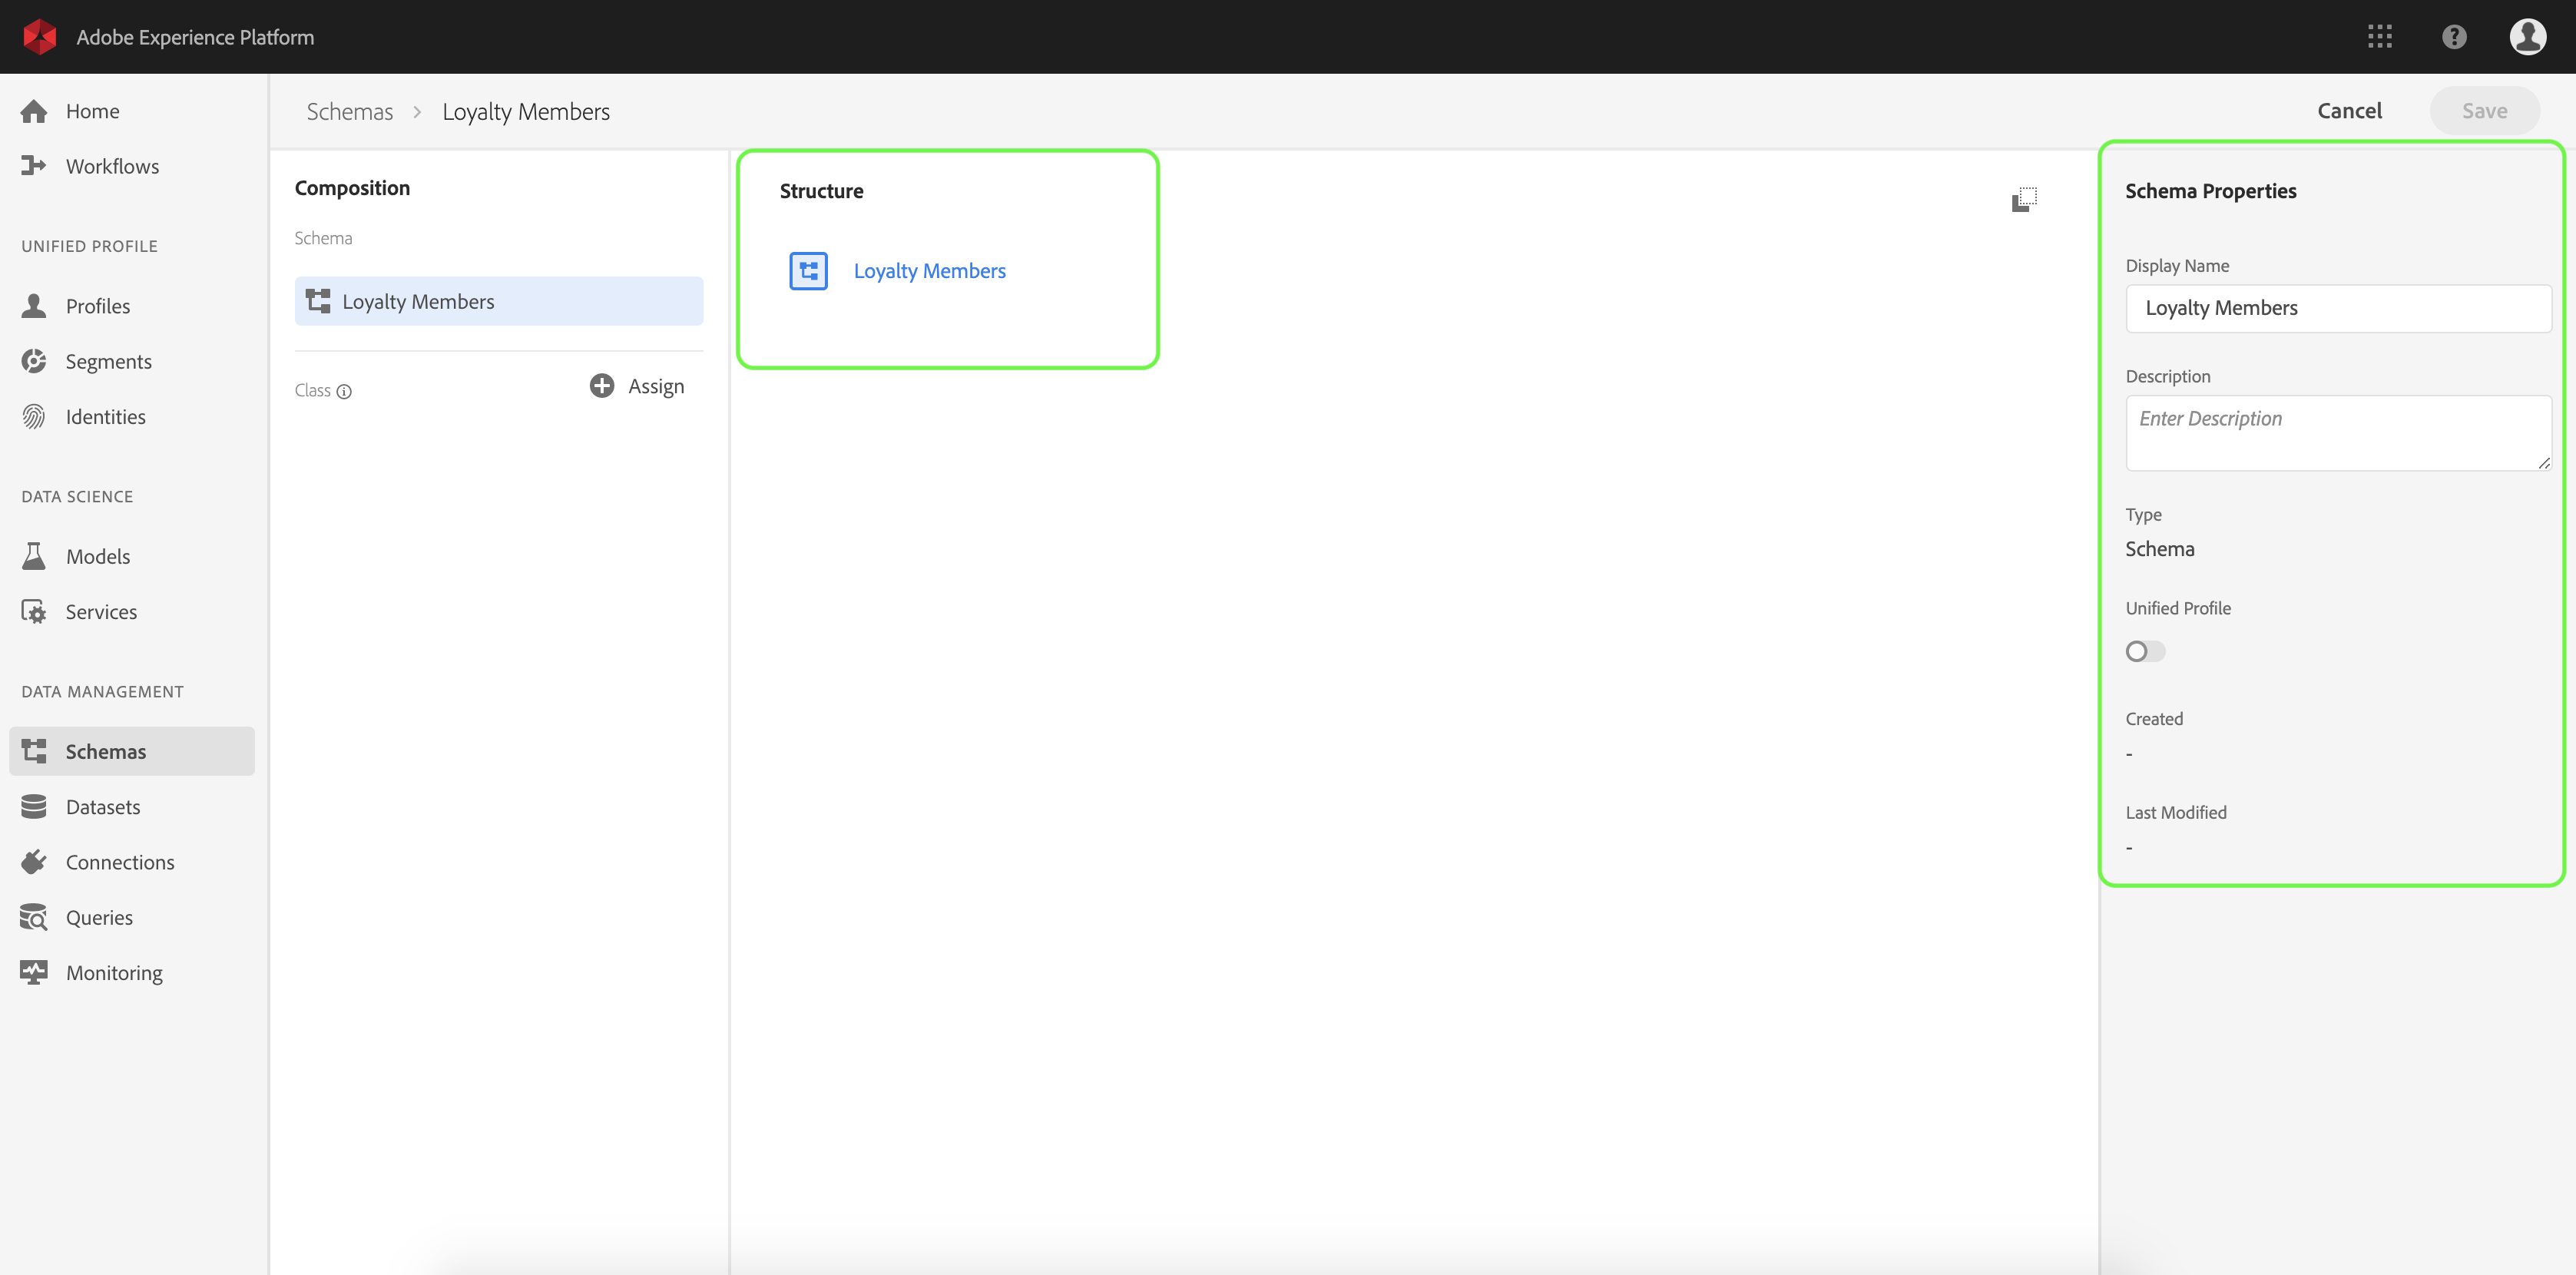 Adobe Experience Platform
Home
Workflows
UNIFIED PROFILE
Profiles
Segments
Identities
DATA SCIENCE
Models
Services
DATA MANAGEMENT
Schemas
Datasets
Connections
Queries
Monitoring
Schemas > Loyalty Members
Cancel
Save
Composition
Schema
Loyalty Members
Class
Assign
Structure
Loyalty Members
Schema Properties
Display Name
Loyalty Members
Description
Enter Description
Type
Schema
Unified Profile
Created
-
Last Modified
-